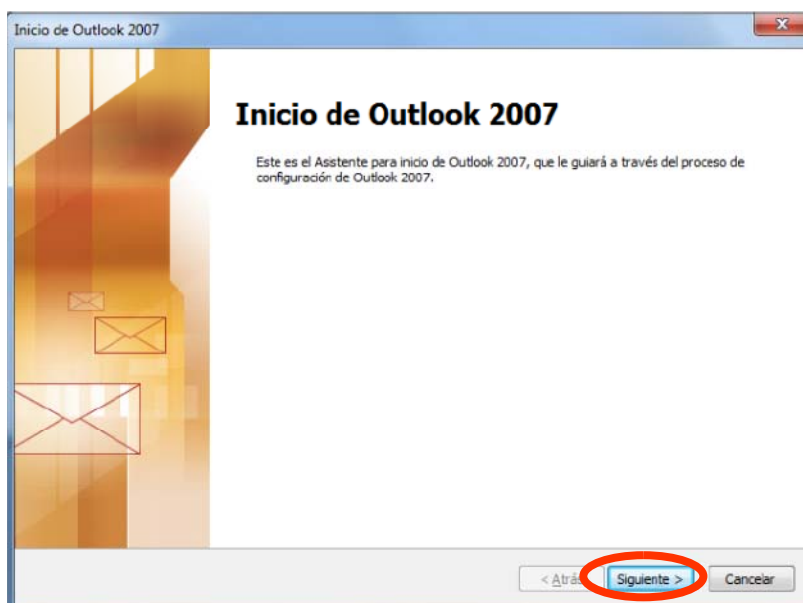 Inicio de Outlook 2007
Inicio de Outlook 2007
Este es el Asistente para inicio de Outlook 2007, que le guiará a través del proceso de
configuración de Outlook 2007.
< Atrás Siguiente > Cancelar